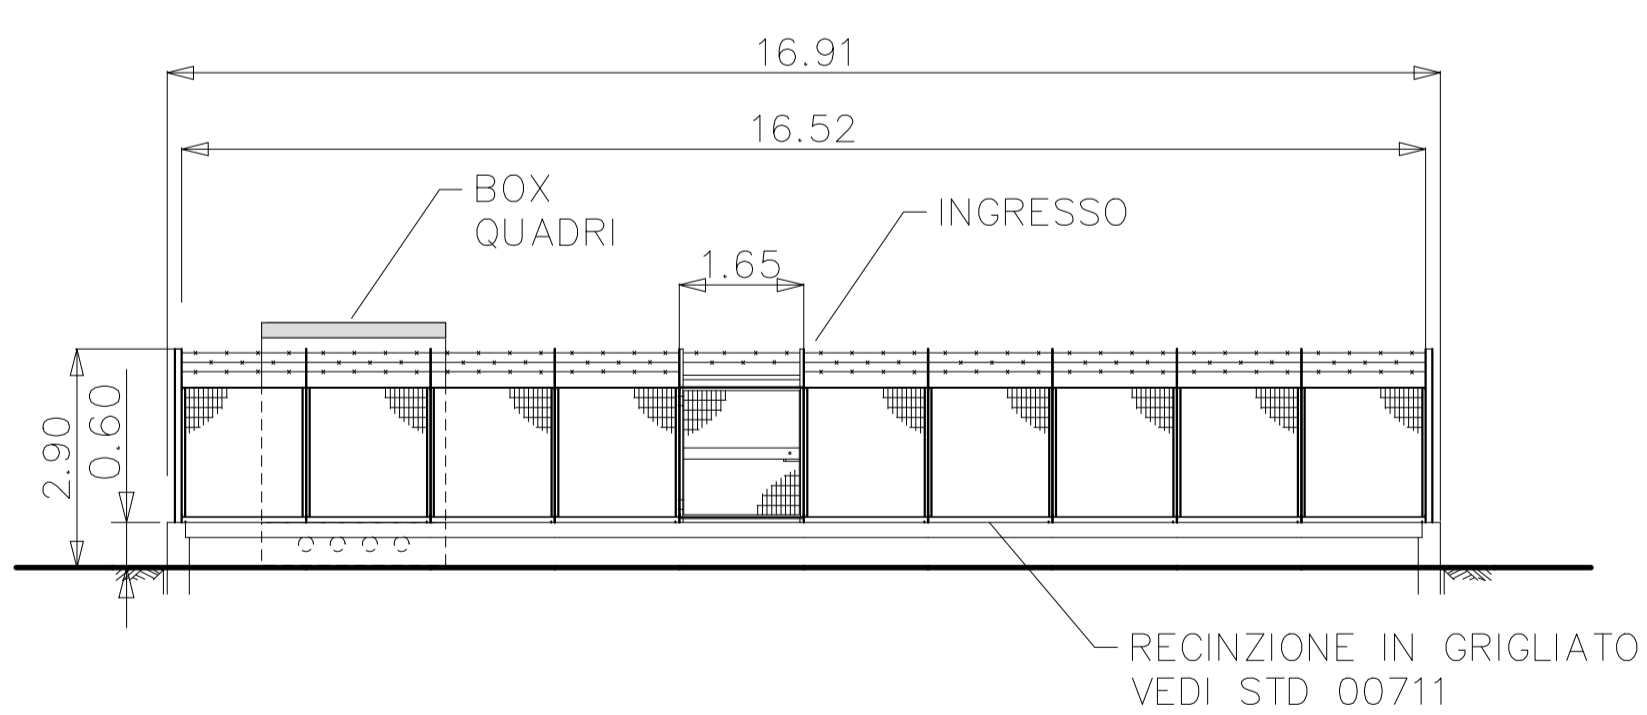 16.91
16.52
BOX
QUADRI
INGRESSO
1.65
2.90
0.60
RECINZIONE IN GRIGLIATO
VEDI STD 00711